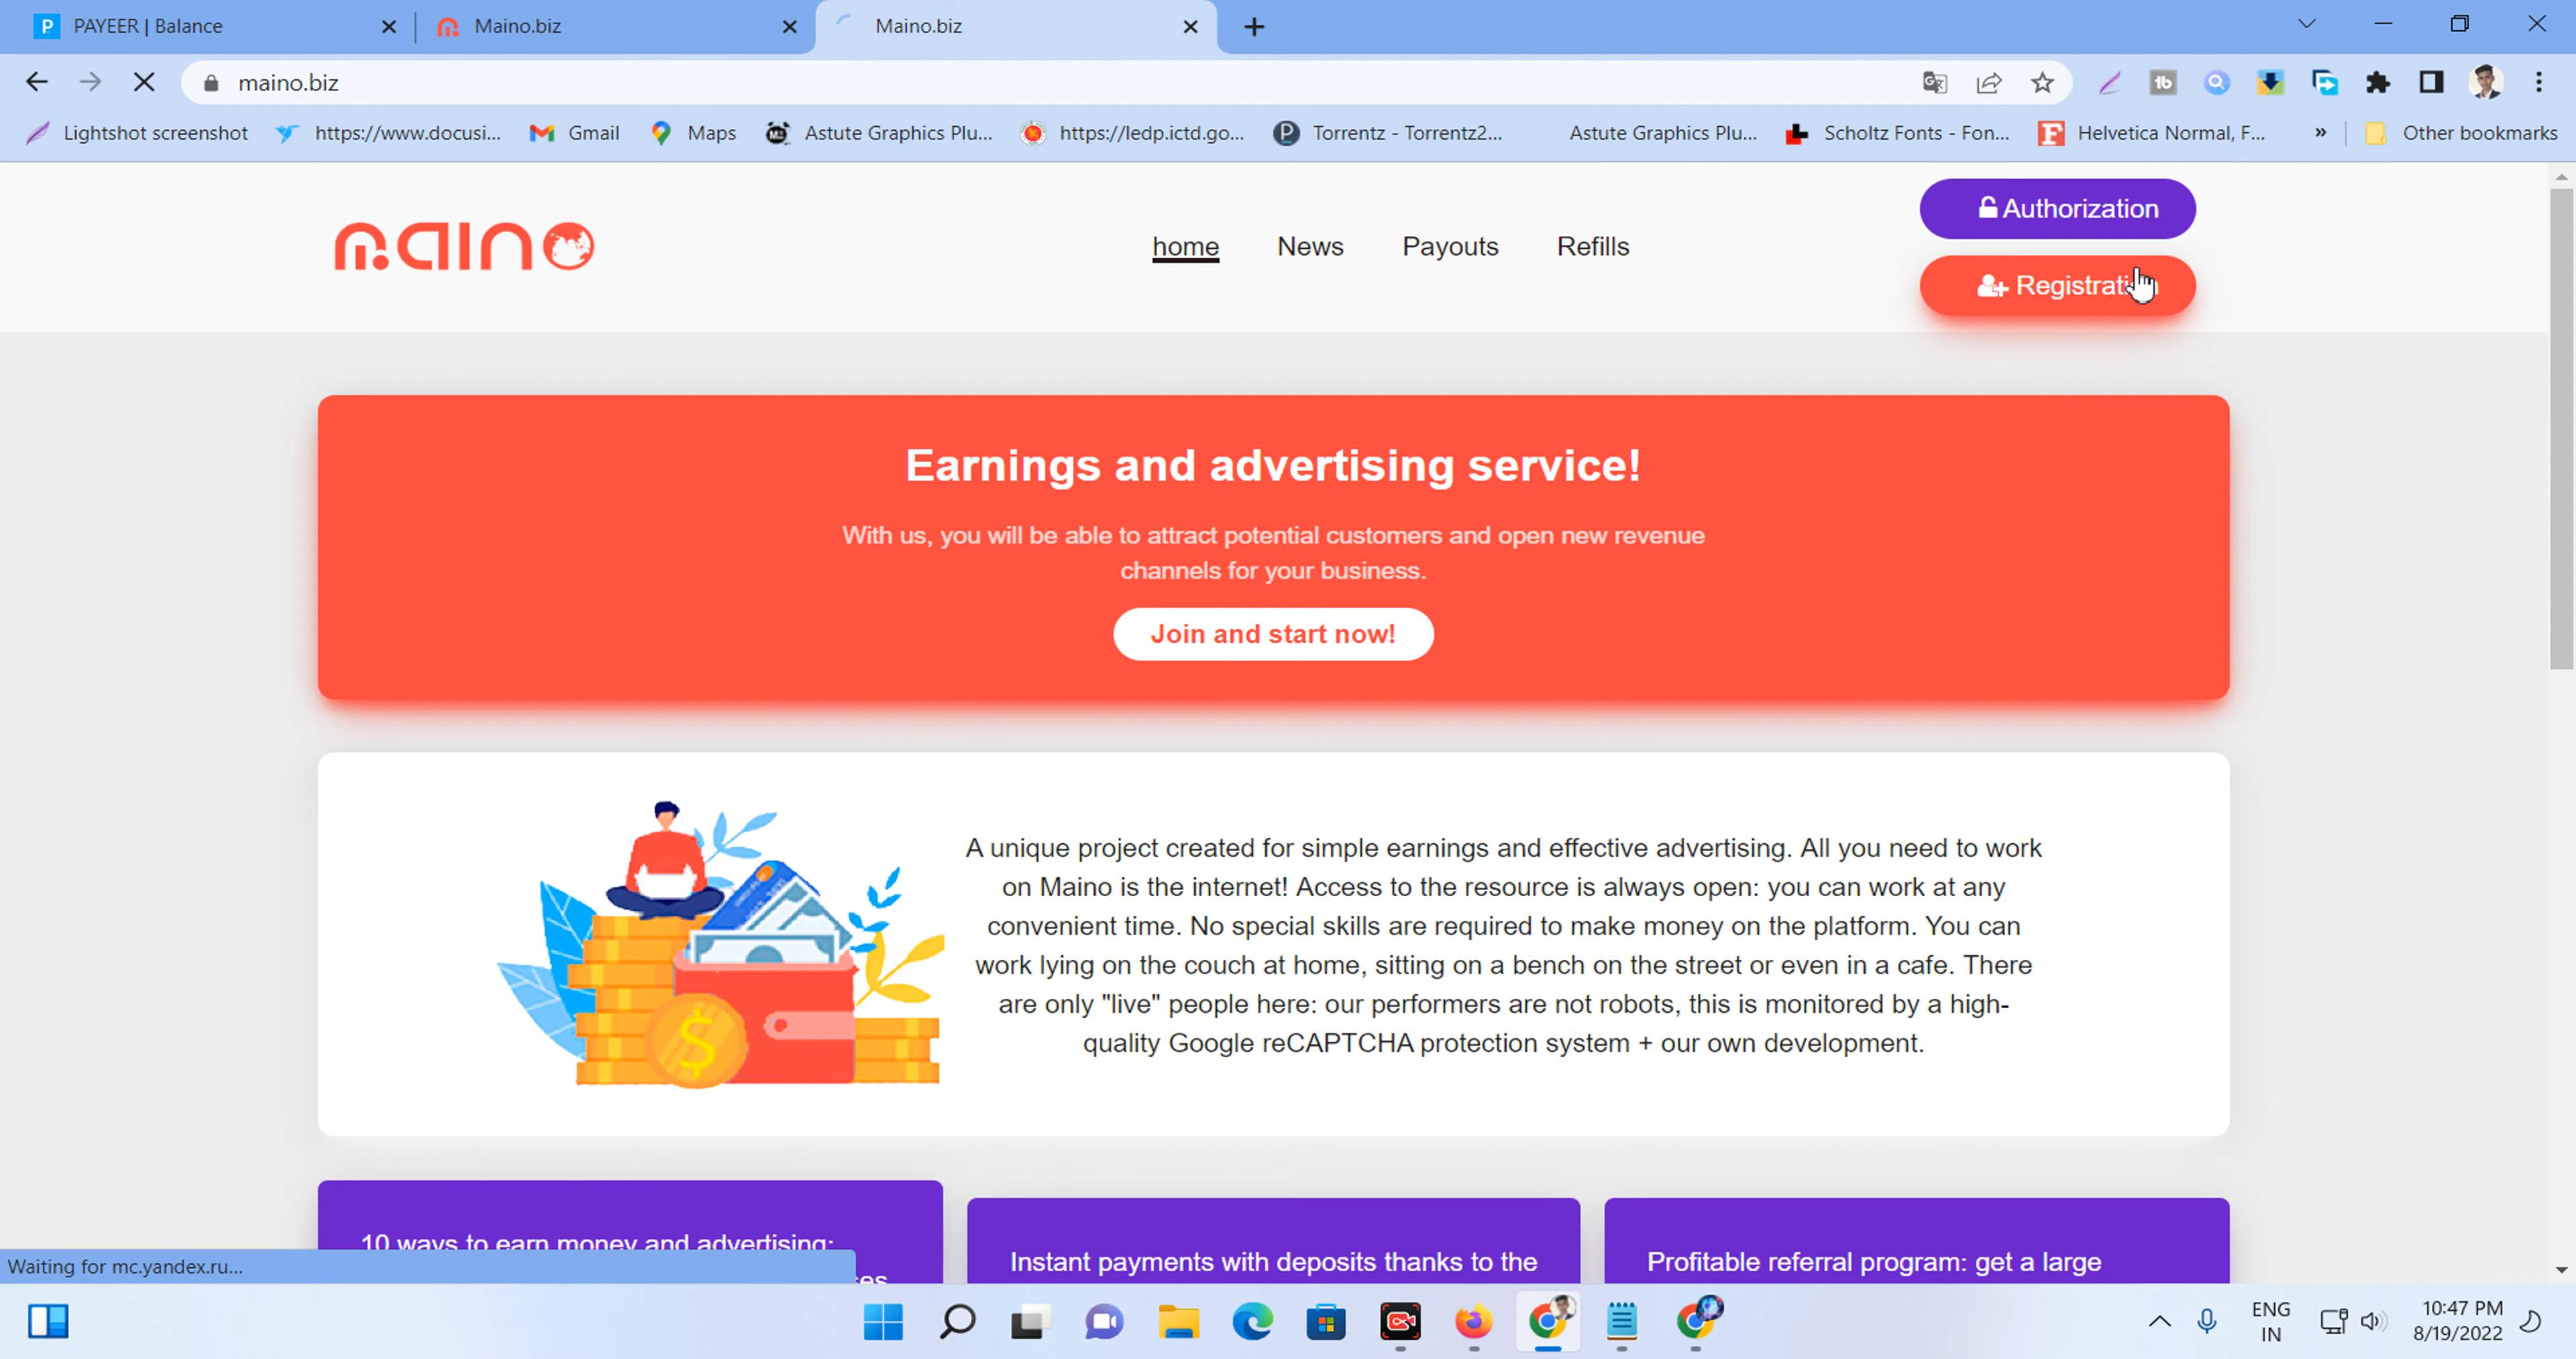 PAYEER | Balance
Maino.biz
Maino.biz
maino.biz
Lightshot screenshot
https://www.docusi...
Gmail
Maps
Astute Graphics Plu...
https://ledp.ictd.go...
Torrentz - Torrentz2...
Astute Graphics Plu...
Scholtz Fonts - Fon...
Helvetica Normal, F...
»
Other bookmarks
maino
home
News
Payouts
Refills
Authorization
Registration
Earnings and advertising service!
With us, you will be able to attract potential customers and open new revenue
channels for your business.
Join and start now!
A unique project created for simple earnings and effective advertising. All you need to work
on Maino is the internet! Access to the resource is always open: you can work at any
convenient time. No special skills are required to make money on the platform. You can
work lying on the couch at home, sitting on a bench on the street or even in a cafe. There
are only "live" people here: our performers are not robots, this is monitored by a high-
quality Google reCAPTCHA protection system + our own development.
10 ways to earn money and advertising:
Instant payments with deposits thanks to the
Profitable referral program: get a large
Waiting for mc.yandex.ru...
ENG
IN
10:47 PM
8/19/2022